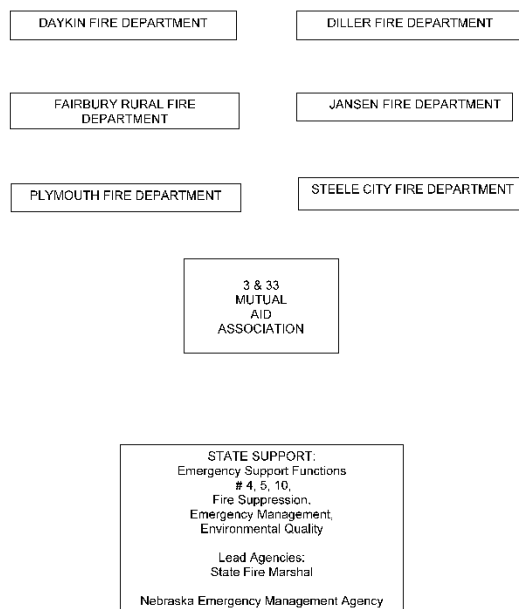 DAYKIN FIRE DEPARTMENT
DILLER FIRE DEPARTMENT
FAIRBURY RURAL FIRE
DEPARTMENT
JANSEN FIRE DEPARTMENT
PLYMOUTH FIRE DEPARTMENT
STEELE CITY FIRE DEPARTMENT
3 & 33
MUTUAL
AID
ASSOCIATION
STATE SUPPORT:
Emergency Support Functions
# 4, 5, 10,
Fire Suppression,
Emergency Management,
Environmental Quality
Lead Agencies:
State Fire Marshal
Nebraska Emergency Management Agency